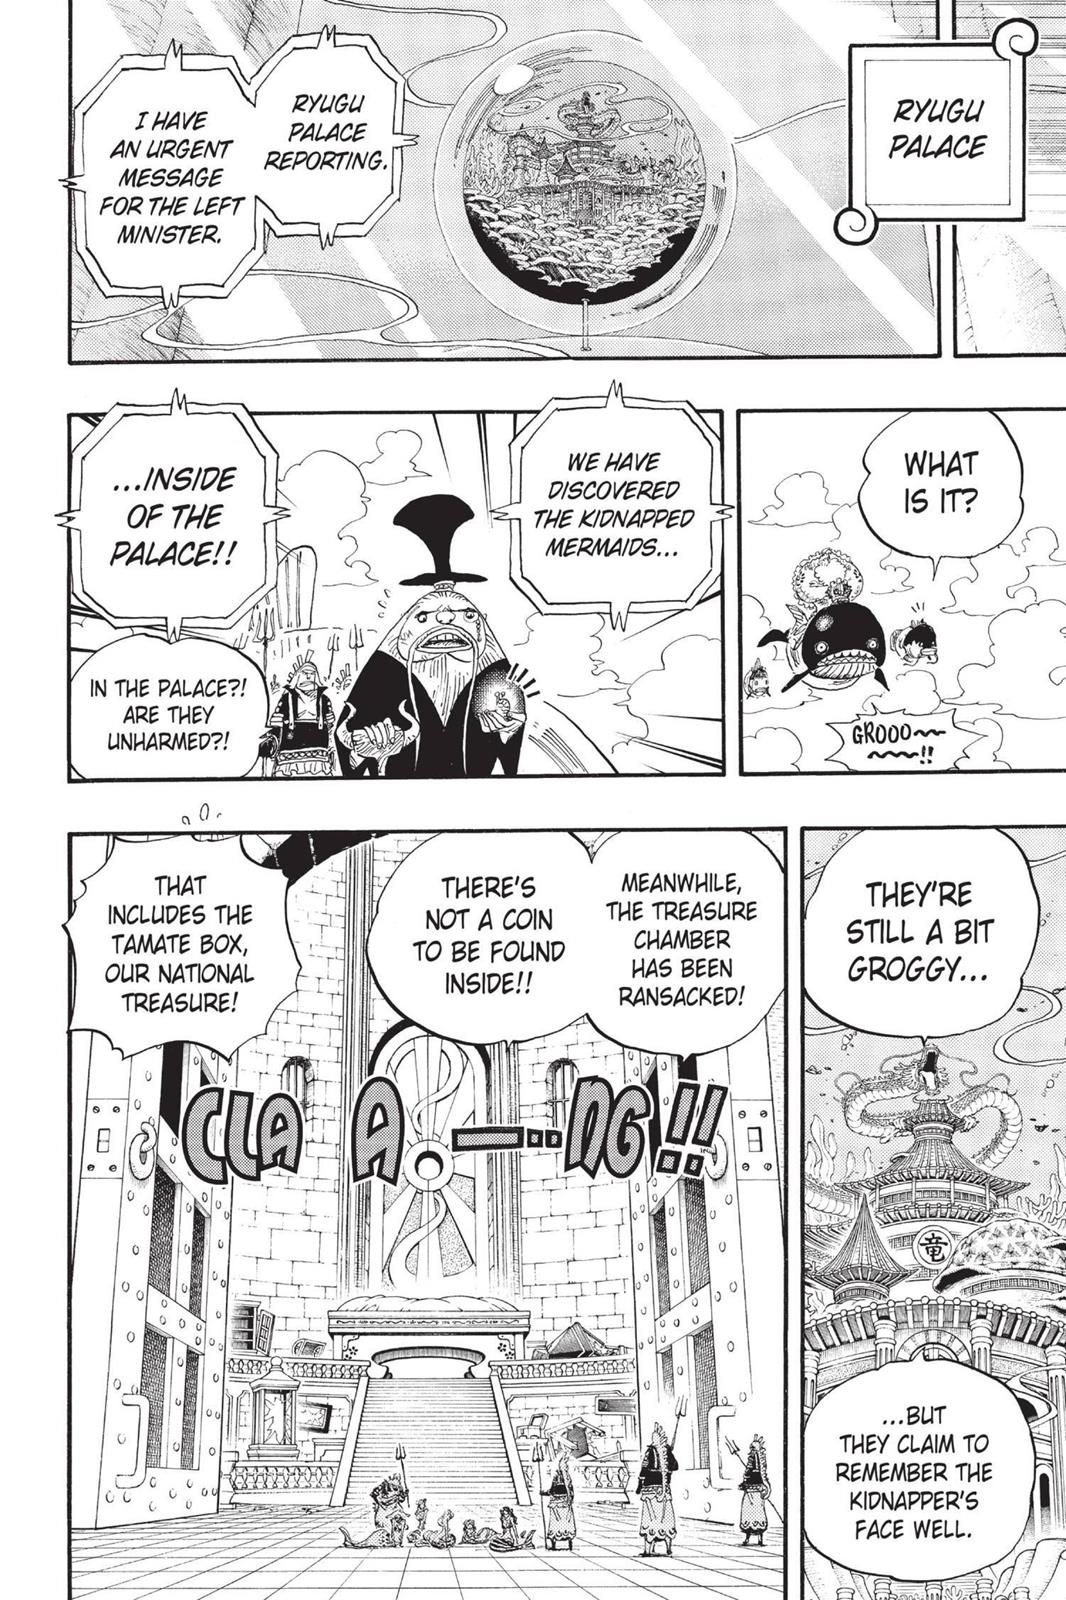 RYUGU
PALACE
RYUGU
PALACE
REPORTING.
I HAVE
AN URGENT
MESSAGE
FOR THE LEFT
MINISTER.
WHAT
IS IT?
GROOO~
~~!!
WE HAVE
DISCOVERED
THE KIDNAPPED
MERMAIDS...
...INSIDE
OF THE
PALACE!!
IN THE PALACE?!
ARE THEY
UNHARMED?!
THEY'RE
STILL A BIT
GROGGY...
竜
...BUT
THEY CLAIM TO
REMEMBER THE
KIDNAPPER'S
FACE WELL.
MEANWHILE,
THE TREASURE
CHAMBER
HAS BEEN
RANSACKED!
THERE'S
NOT A COIN
TO BE FOUND
INSIDE!!
THAT
INCLUDES THE
TAMATE BOX,
OUR NATIONAL
TREASURE!
CLA A—··NG!!